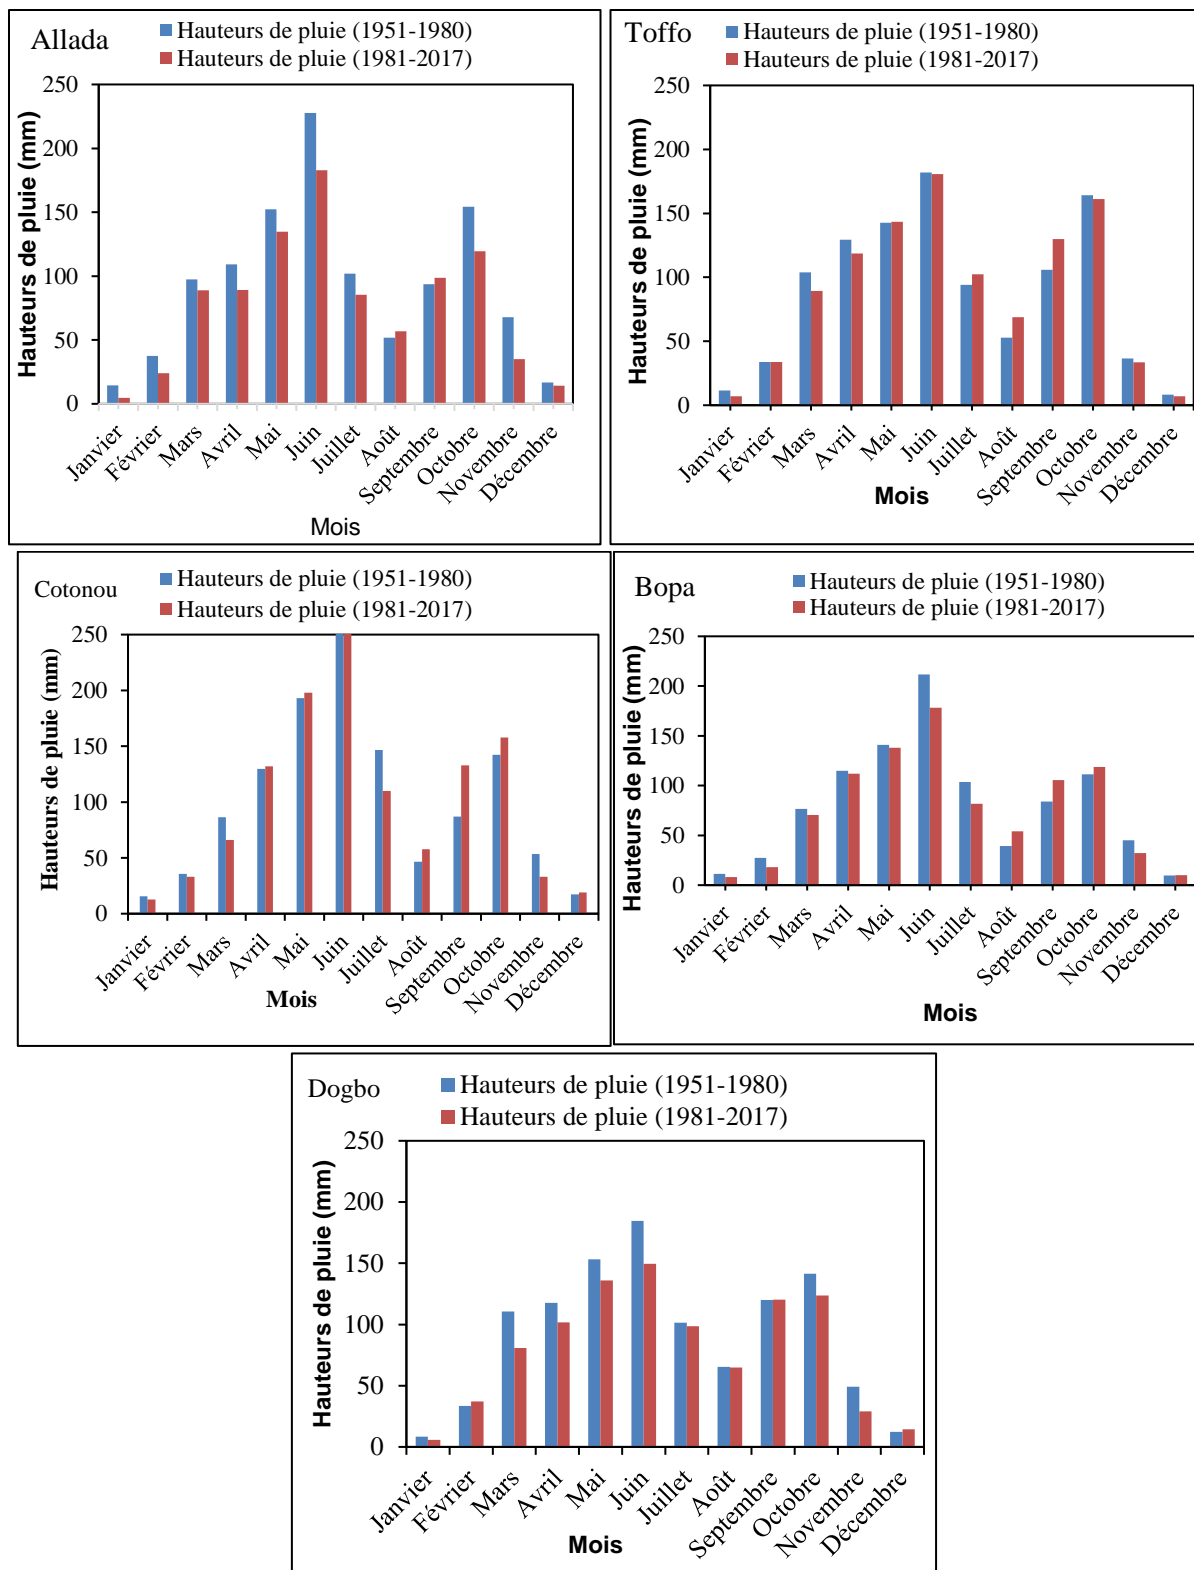 Allada
Hauteurs de pluie (1951-1980)
Hauteurs de pluie (1981-2017)
Hauteurs de pluie (mm)
250
200
150
100
50
0
Janvier
Février
Mars
Avril
Mai
Juin
Juillet
Août
Septembre
Octobre
Novembre
Décembre
Mois
Toffo
Hauteurs de pluie (1951-1980)
Hauteurs de pluie (1981-2017)
Hauteurs de pluie (mm)
250
200
150
100
50
0
Janvier
Février
Mars
Avril
Mai
Juin
Juillet
Août
Septembre
Octobre
Novembre
Décembre
Mois
Cotonou
Hauteurs de pluie (1951-1980)
Hauteurs de pluie (1981-2017)
Hauteurs de pluie (mm)
250
200
150
100
50
0
Janvier
Février
Mars
Avril
Mai
Juin
Juillet
Août
Septembre
Octobre
Novembre
Décembre
Mois
Bopa
Hauteurs de pluie (1951-1980)
Hauteurs de pluie (1981-2017)
Hauteurs de pluie (mm)
250
200
150
100
50
0
Janvier
Février
Mars
Avril
Mai
Juin
Juillet
Août
Septembre
Octobre
Novembre
Décembre
Mois
Dogbo
Hauteurs de pluie (1951-1980)
Hauteurs de pluie (1981-2017)
Hauteurs de pluie (mm)
250
200
150
100
50
0
Janvier
Février
Mars
Avril
Mai
Juin
Juillet
Août
Septembre
Octobre
Novembre
Décembre
Mois